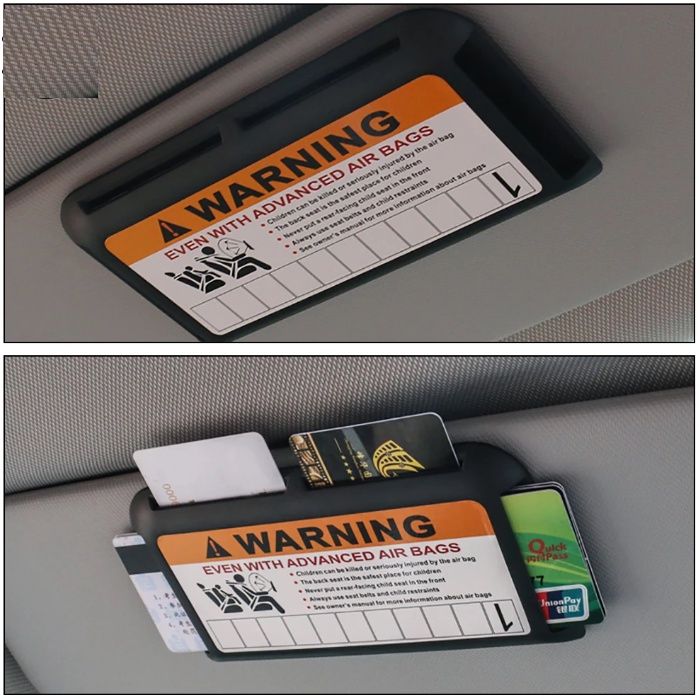 WARNING
EVEN WITH ADVANCED AIR BAGS
Children can be killed or seriously injured by the air bag
The back seat is the safest place for children
Never put a rear-facing child seat in the front
Always use seat belts and child restraints
See owner's manual for more information about air bags
1
0000
WARNING
EVEN WITH ADVANCED AIR BAGS
Children can be killed or seriously injured by the air bag
The back seat is the safest place for children
Never put a rear-facing child seat in the front
Always use seat belts and child restraints
See owner's manual for more information about air bags
1
Quick
Pass
77
UnionPay
银联